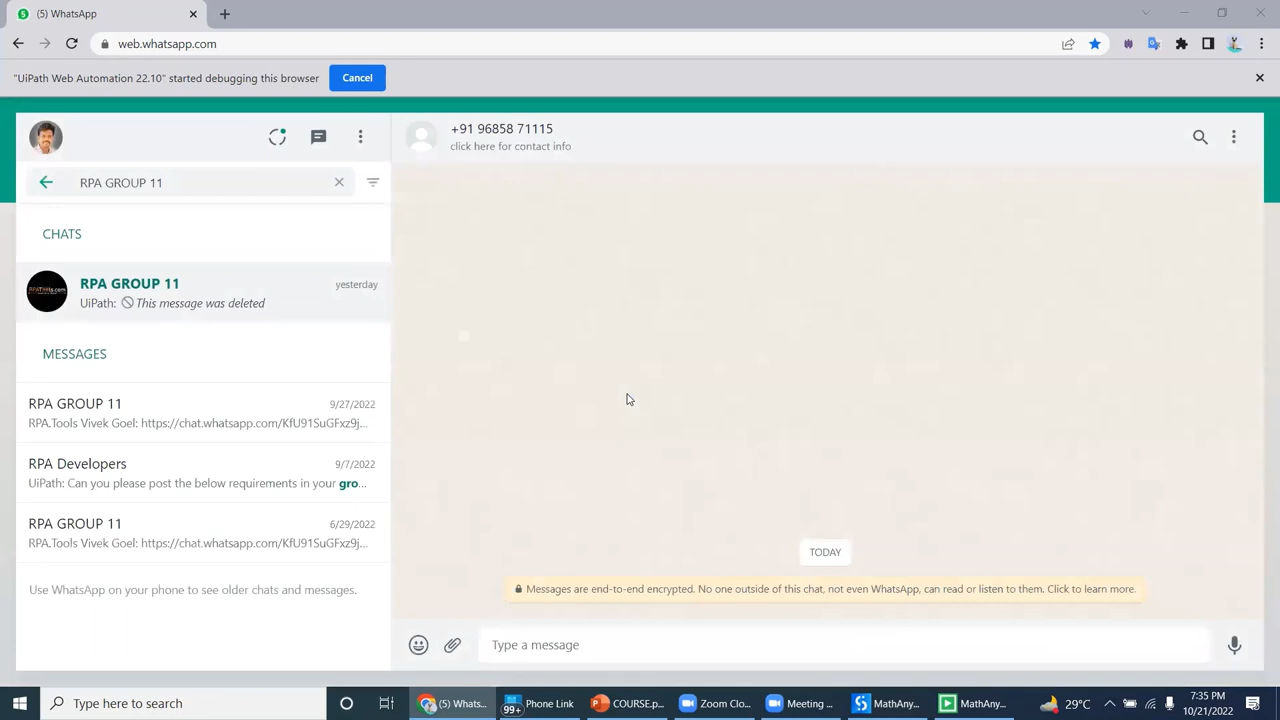 (5) WhatsApp
web.whatsapp.com
"UiPath Web Automation 22.10" started debugging this browser
Cancel
RPA GROUP 11
CHATS
RPA GROUP 11
yesterday
UiPath: This message was deleted
MESSAGES
RPA GROUP 11
9/27/2022
RPA.Tools Vivek Goel: https://chat.whatsapp.com/KfU91SuGFxz9j...
RPA Developers
9/7/2022
UiPath: Can you please post the below requirements in your gro...
RPA GROUP 11
6/29/2022
RPA.Tools Vivek Goel: https://chat.whatsapp.com/KfU91SuGFxz9j...
Use WhatsApp on your phone to see older chats and messages.
+91 96858 71115
click here for contact info
TODAY
Messages are end-to-end encrypted. No one outside of this chat, not even WhatsApp, can read or listen to them. Click to learn more.
Type a message
Type here to search
(5) Whats...
99+
Phone Link
COURSE.p...
Zoom Clo...
Meeting ...
MathAny...
MathAny...
29°C
7:35 PM
10/21/2022